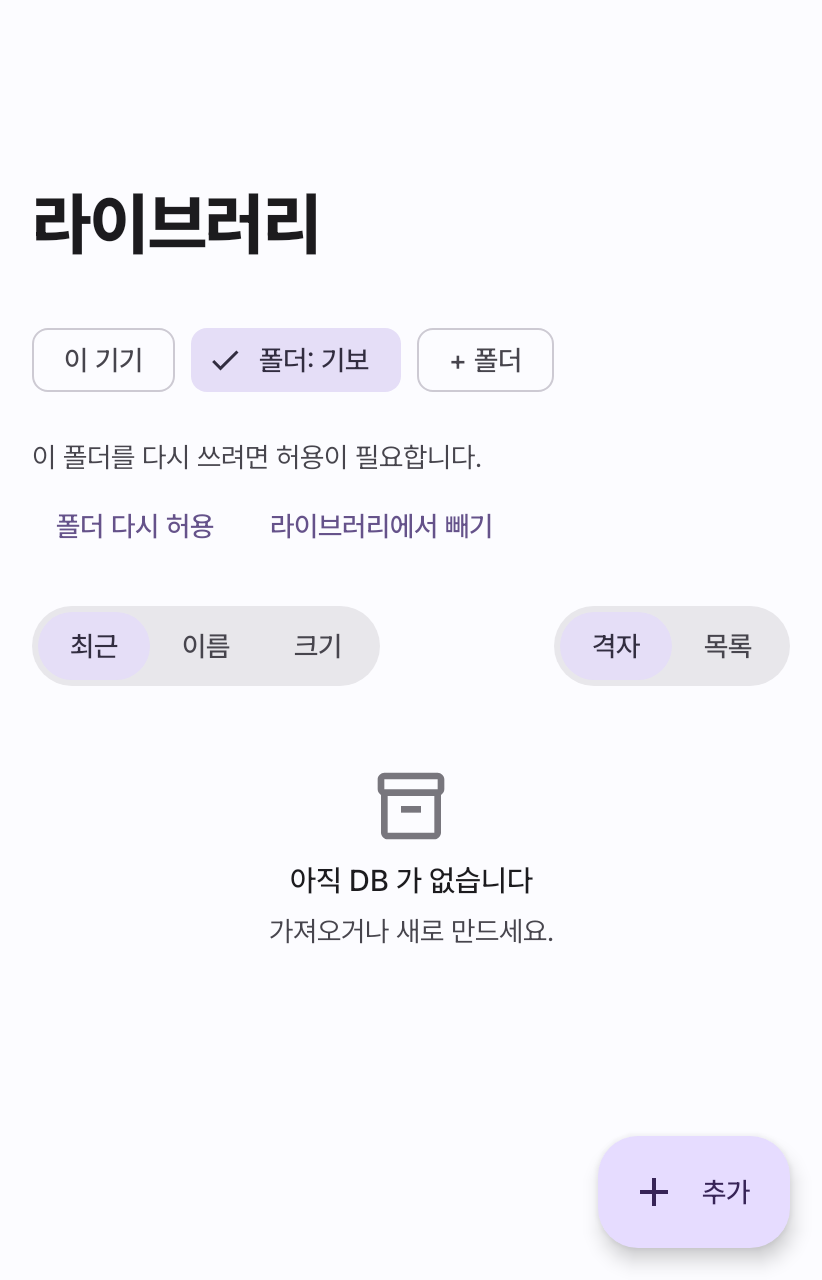 라이브러리
이 기기 폴더: 기보 + 폴더
이 폴더를 다시 쓰려면 허용이 필요합니다.
폴더 다시 허용 라이브러리에서 빼기
최근 이름 크기 격자 목록
아직 DB 가 없습니다
가져오거나 새로 만드세요.
추가